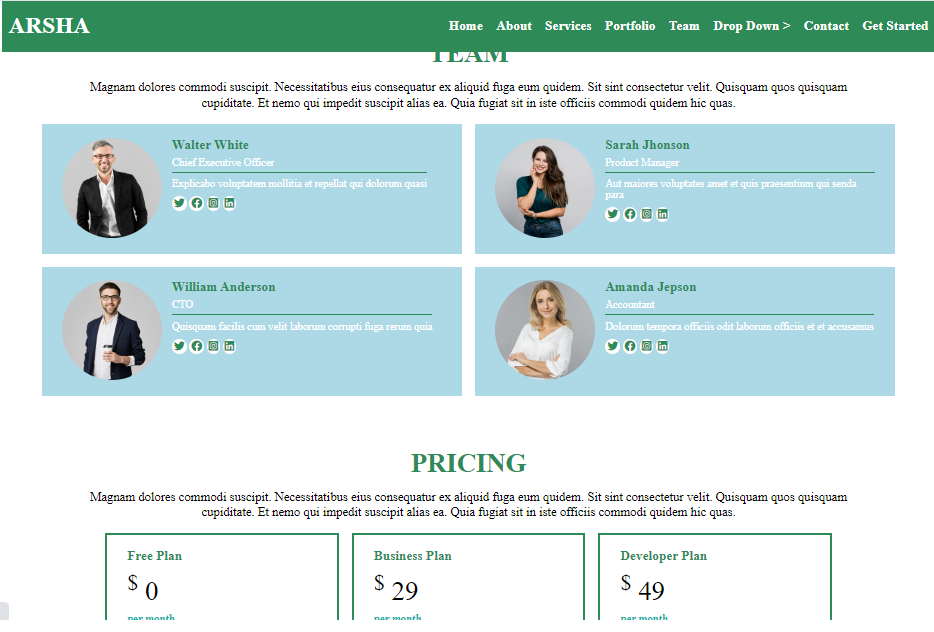 ARSHA
Home About Services Portfolio Team Drop Down > Contact Get Started
TEAM
Magnam dolores commodi suscipit. Necessitatibus eius consequatur ex aliquid fuga eum quidem. Sit sint consectetur velit. Quisquam quos quisquam
cupiditate. Et nemo qui impedit suscipit alias ea. Quia fugiat sit in iste officiis commodi quidem hic quas.
Walter White
Chief Executive Officer
Explicabo voluptatem mollitia et repellat qui dolorum quasi
Sarah Jhonson
Product Manager
Aut maiores voluptates amet et quis praesentium qui senda
para
William Anderson
CTO
Quisquam facilis cum velit laborum corrupti fuga rerum quia
Amanda Jepson
Accountant
Dolorum tempora officiis odit laborum officiis et et accusamus
PRICING
Magnam dolores commodi suscipit. Necessitatibus eius consequatur ex aliquid fuga eum quidem. Sit sint consectetur velit. Quisquam quos quisquam
cupiditate. Et nemo qui impedit suscipit alias ea. Quia fugiat sit in iste officiis commodi quidem hic quas.
Free Plan
$ 0
per month
Business Plan
$ 29
per month
Developer Plan
$ 49
per month